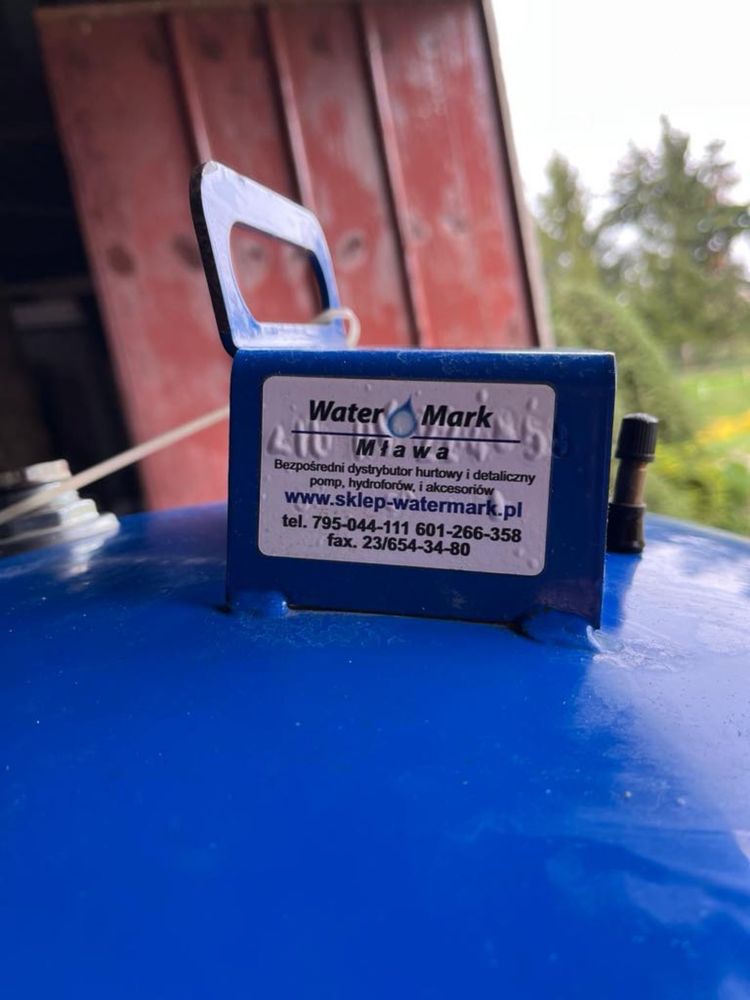 Water Mark
Mława
Bezpośredni dystrybutor hurtowy i detaliczny
pomp, hydroforów, i akcesoriów
www.sklep-watermark.pl
tel. 795-044-111 601-266-358
fax. 23/654-34-80